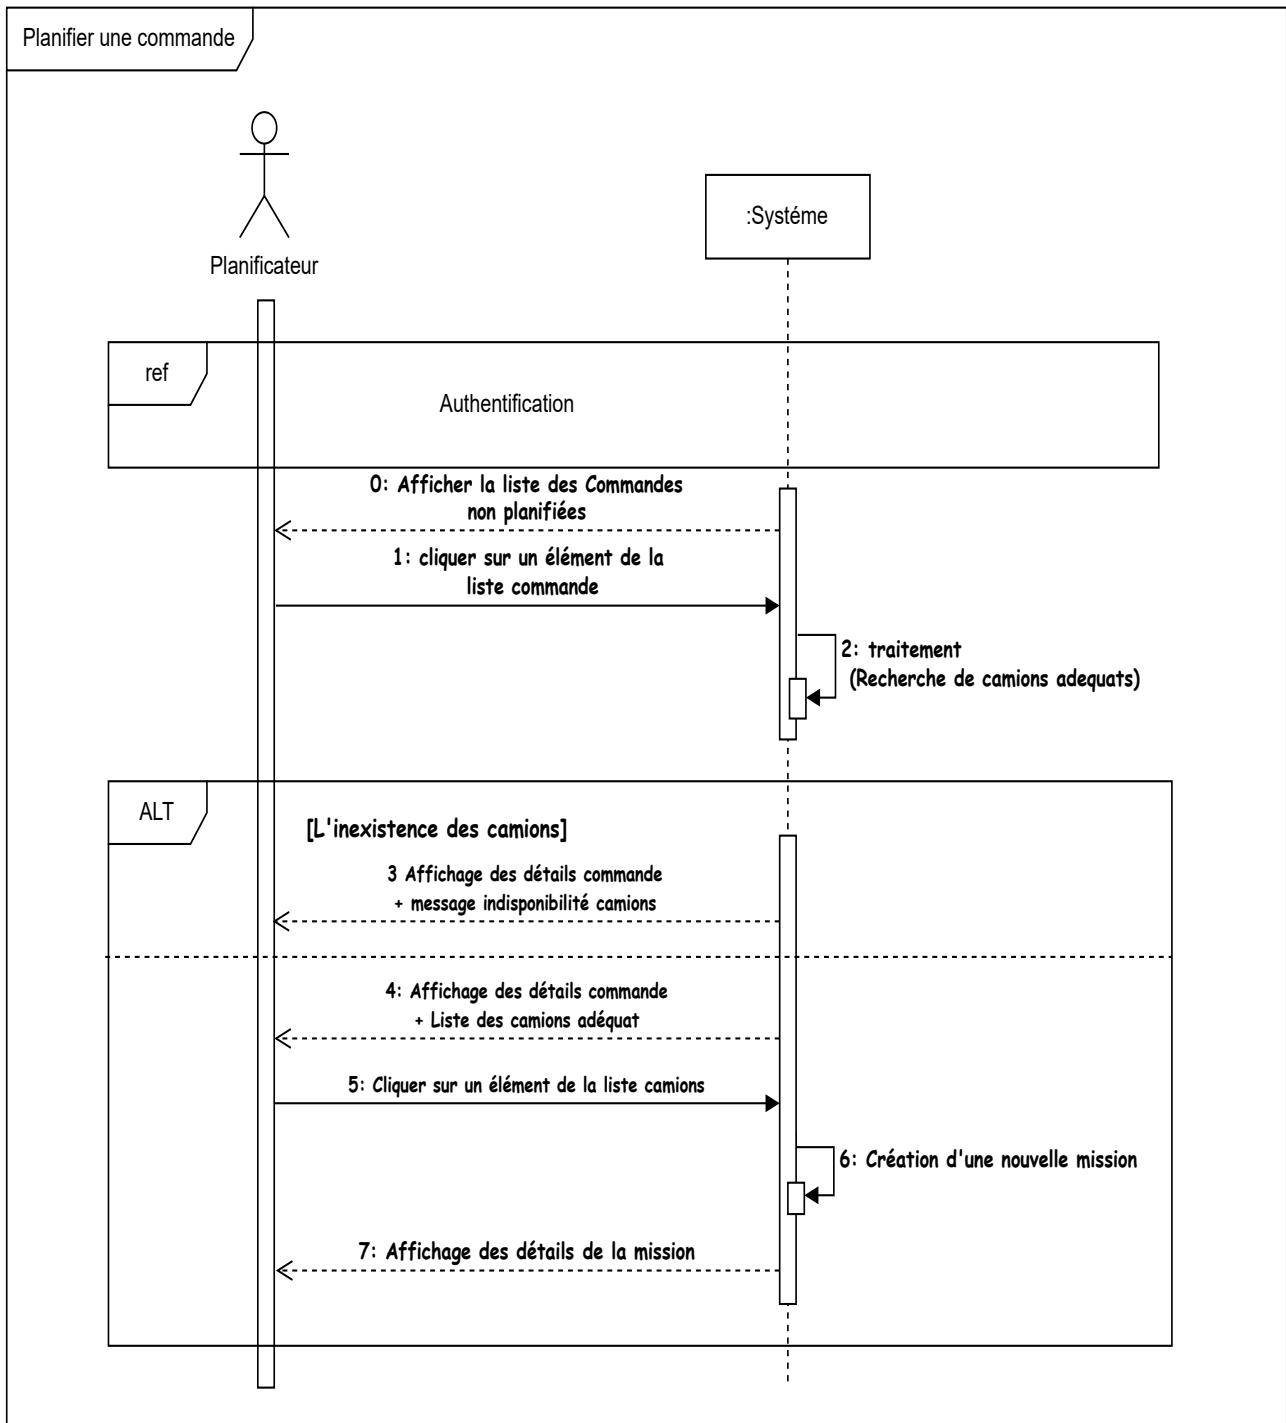 Planifier une commande
:Systéme
Planificateur
ref
Authentification
0: Afficher la liste des Commandes
non planifiées
1: cliquer sur un élément de la
liste commande
2: traitement
(Recherche de camions adequats)
ALT
[L'inexistence des camions]
3 Affichage des détails commande
+ message indisponibilité camions
4: Affichage des détails commande
+ Liste des camions adéquat
5: Cliquer sur un élément de la liste camions
6: Création d'une nouvelle mission
7: Affichage des détails de la mission